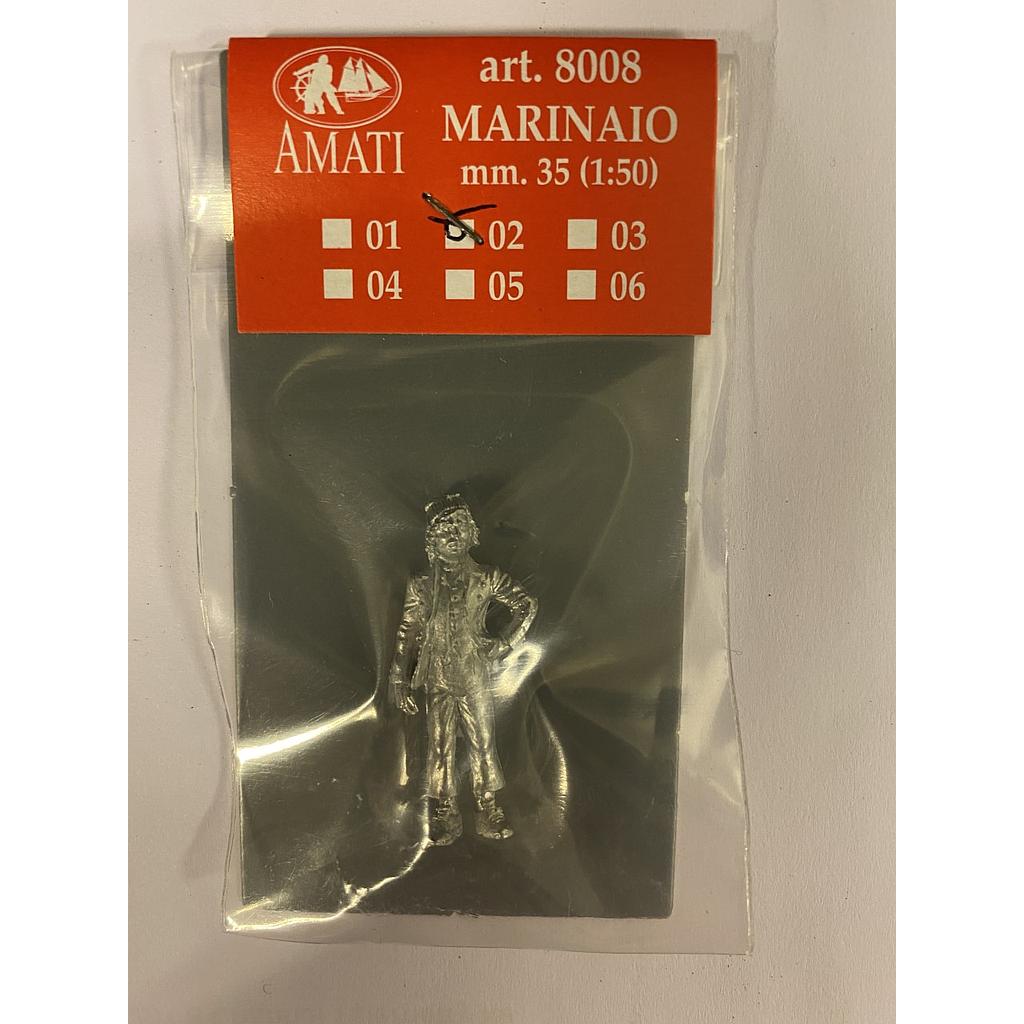 AMATI
art. 8008
MARINAIO
mm. 35 (1:50)
01 02 03
04 05 06